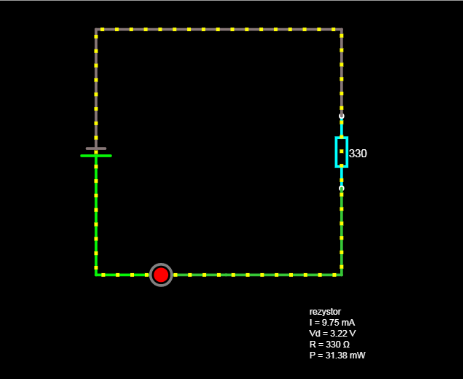 330
rezystor
I = 9.75 mA
Vd = 3.22 V
R = 330 Ω
P = 31.38 mW